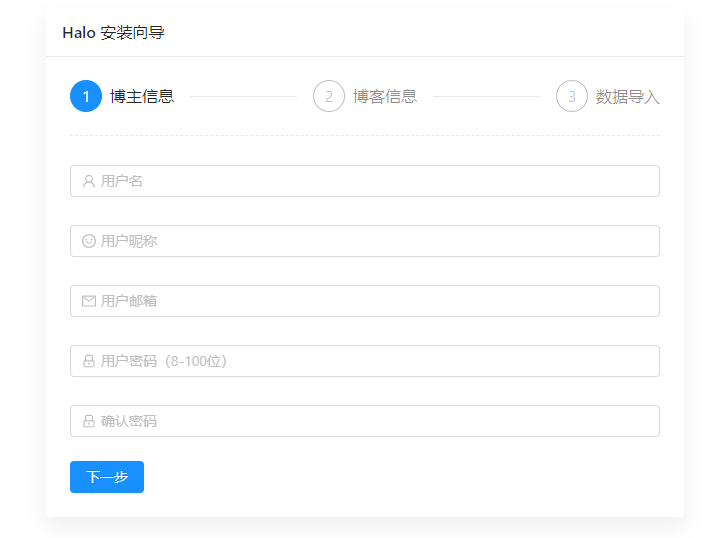 Halo 安装向导
1 博主信息 2 博客信息 3 数据导入
用户名
用户昵称
用户邮箱
用户密码（8-100位）
确认密码
下一步